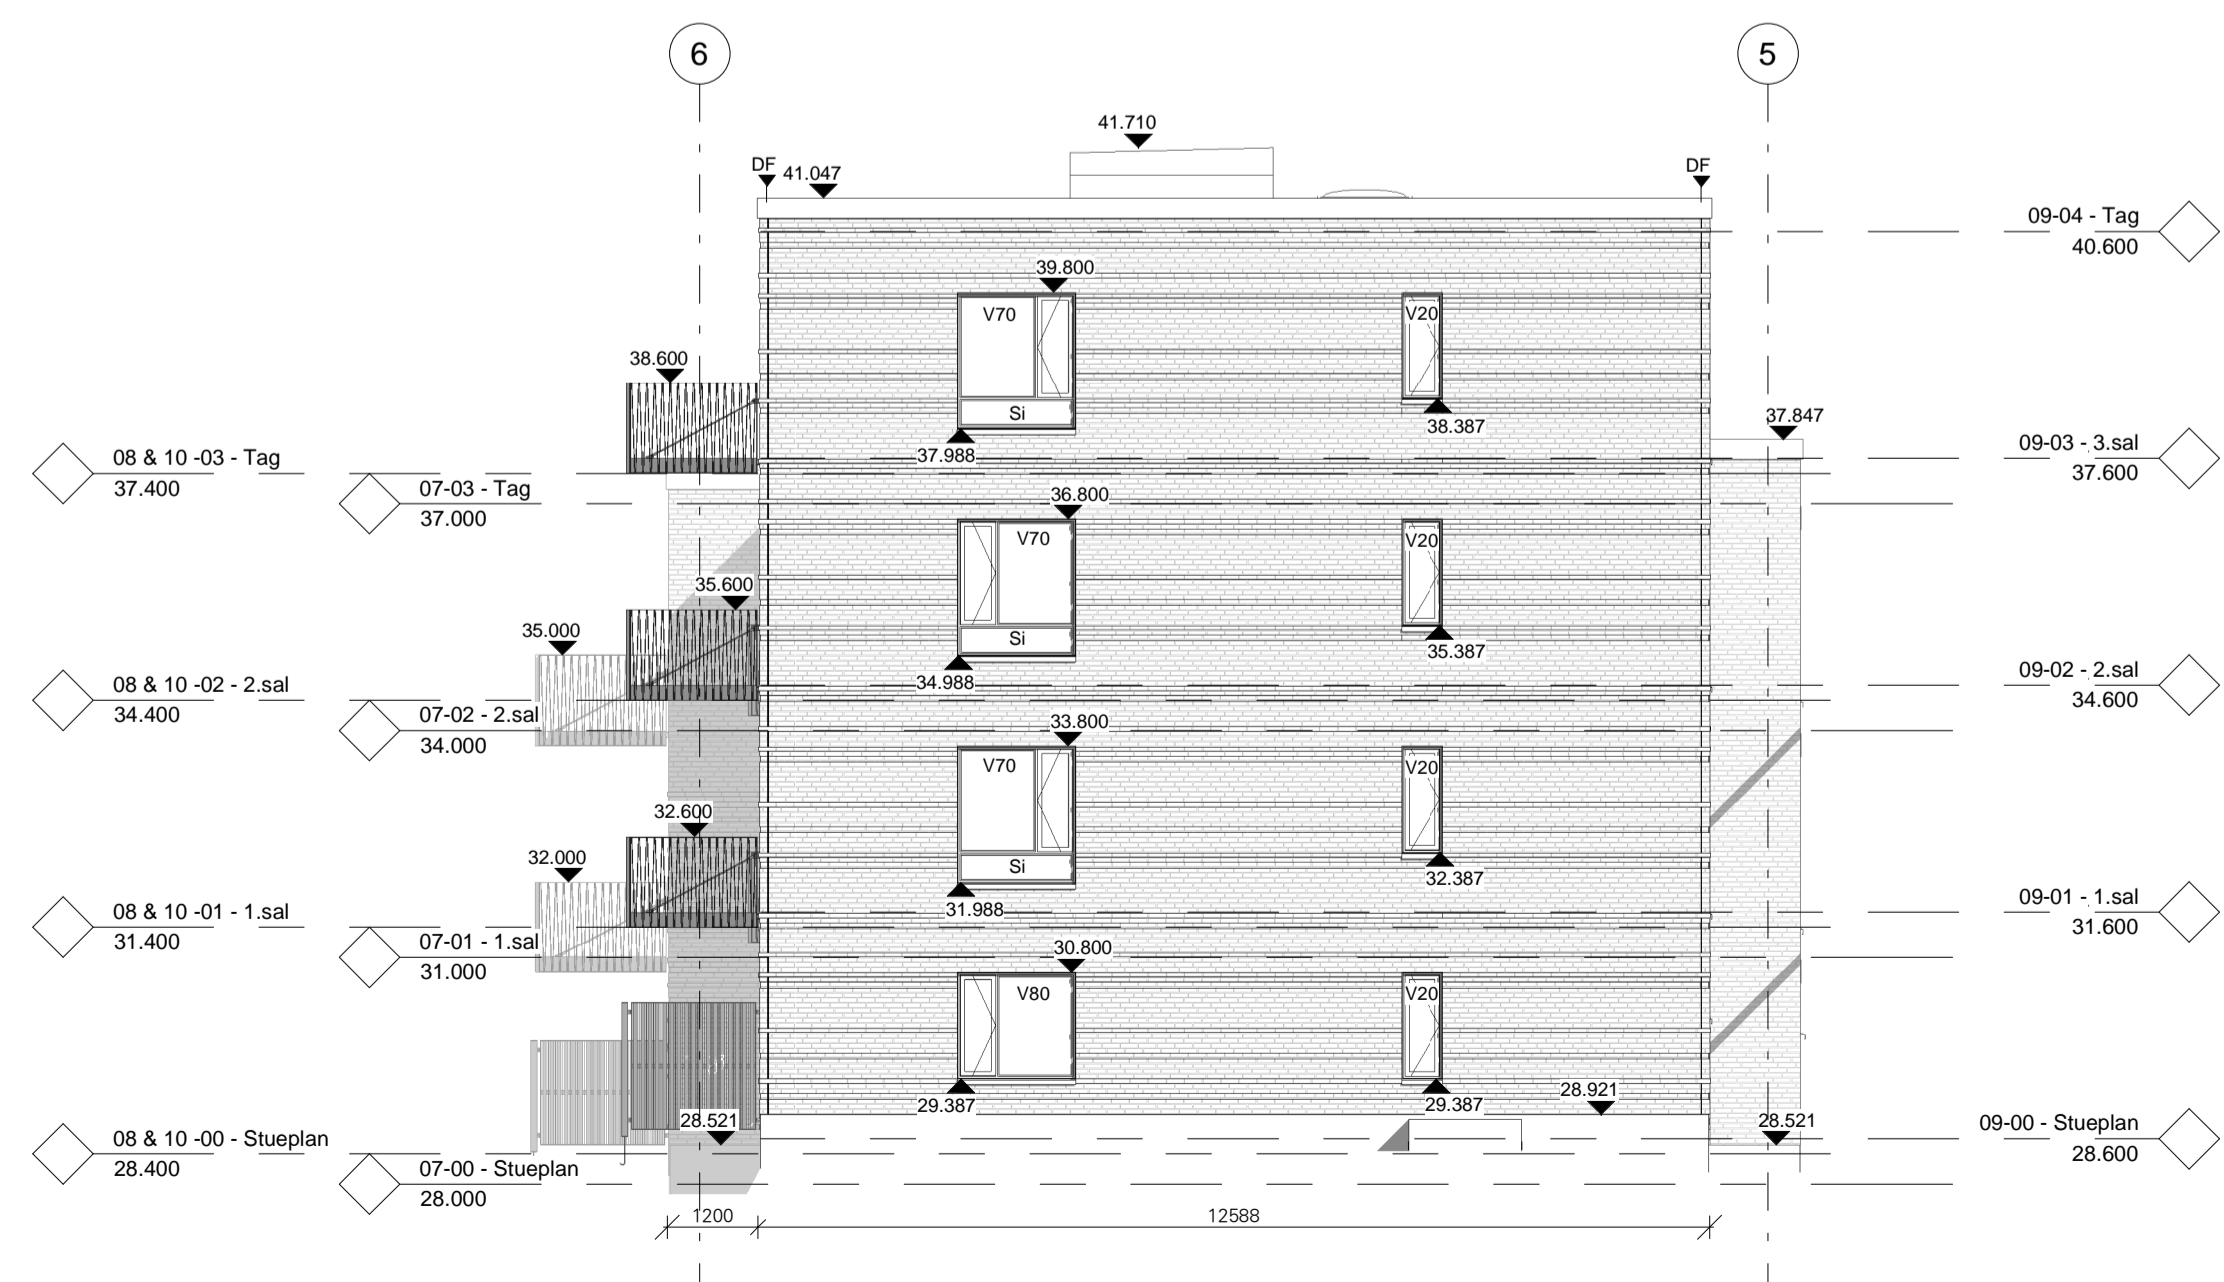 6
5
41.710
DF
41.047
DF
09-04 - Tag
40.600
39.800
V70
V20
38.600
Si
38.387
37.988
37.847
08 & 10 -03 - Tag
37.400
09-03 - 3.sal
37.600
07-03 - Tag
37.000
36.800
V70
V20
35.600
Si
35.387
35.000
34.988
08 & 10 -02 - 2.sal
34.400
09-02 - 2.sal
34.600
07-02 - 2.sal
34.000
33.800
V70
V20
32.600
Si
32.387
32.000
31.988
08 & 10 -01 - 1.sal
31.400
09-01 - 1.sal
31.600
07-01 - 1.sal
31.000
30.800
V80
V20
29.387
29.387
28.921
28.521
28.521
08 & 10 -00 - Stueplan
28.400
09-00 - Stueplan
28.600
07-00 - Stueplan
28.000
1200
12588